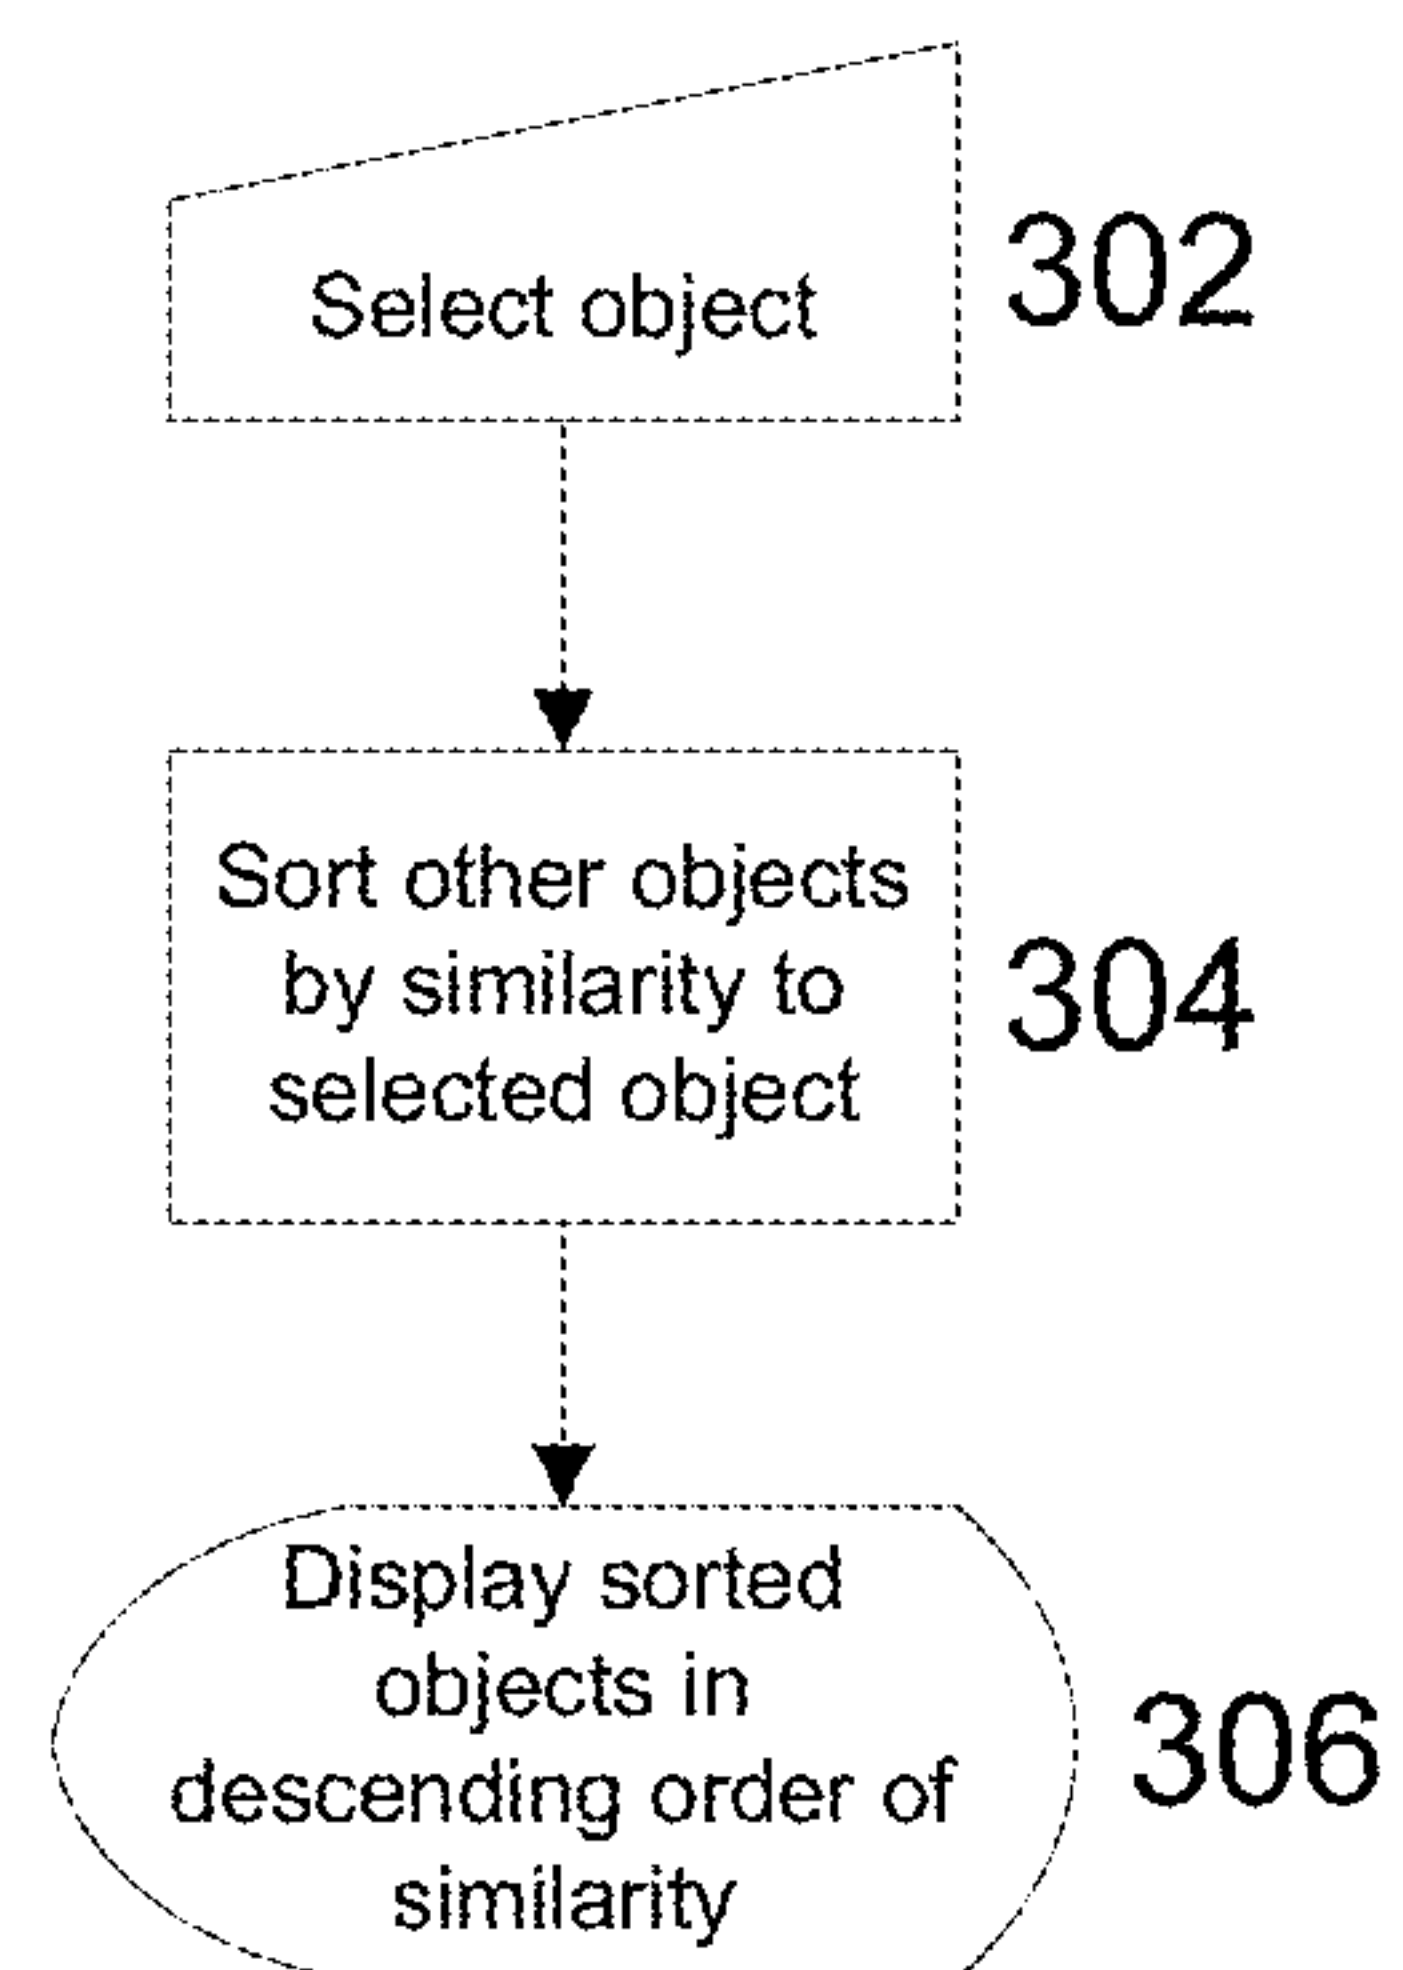 Select object
302
Sort other objects
by similarity to
selected object
304
Display sorted
objects in
descending order of
similarity
306